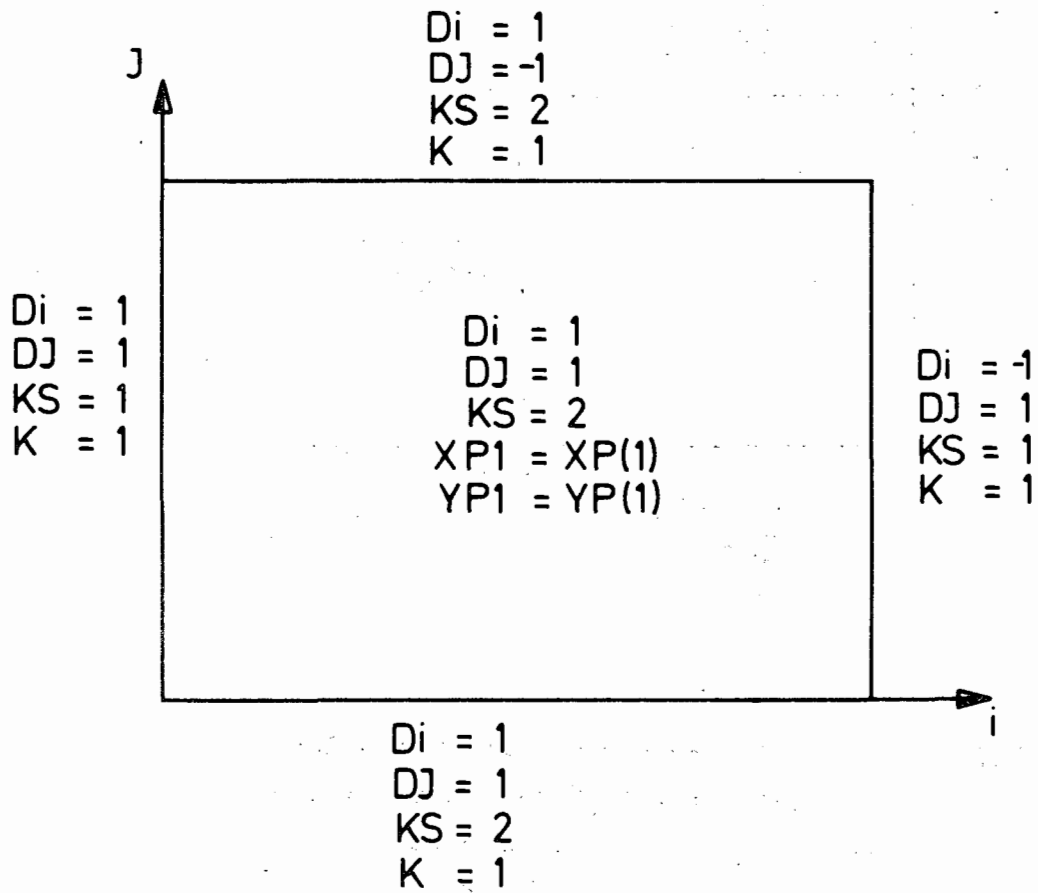 Di = 1
DJ = -1
KS = 2
K = 1
J
Di = 1
DJ = 1
KS = 1
K = 1
Di = 1
DJ = 1
KS = 2
XP1 = XP(1)
YP1 = YP(1)
Di = -1
DJ = 1
KS = 1
K = 1
i
Di = 1
DJ = 1
KS = 2
K = 1